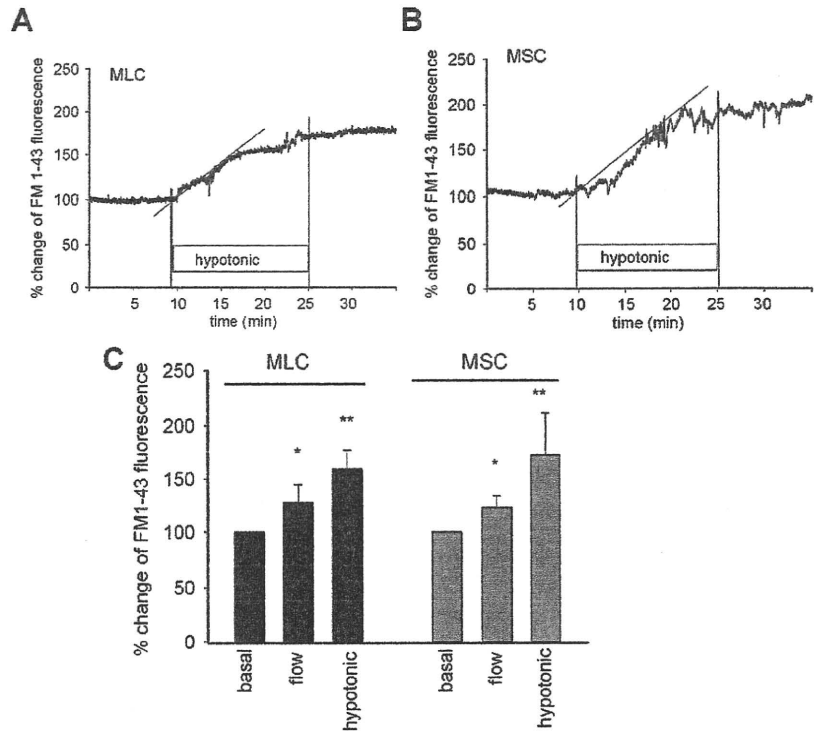 A
% change of FM 1-43 fluorescence
250
200
150
100
50
0
MLC
hypotonic
5 10 15 20 25 30
time (min)
B
% change of FM 1-43 fluorescence
250
200
150
100
50
0
MSC
hypotonic
5 10 15 20 25 30
time (min)
C
% change of FM1-43 fluorescence
250
200
150
100
50
0
MLC MSC
* ** * **
basal flow hypotonic basal flow hypotonic